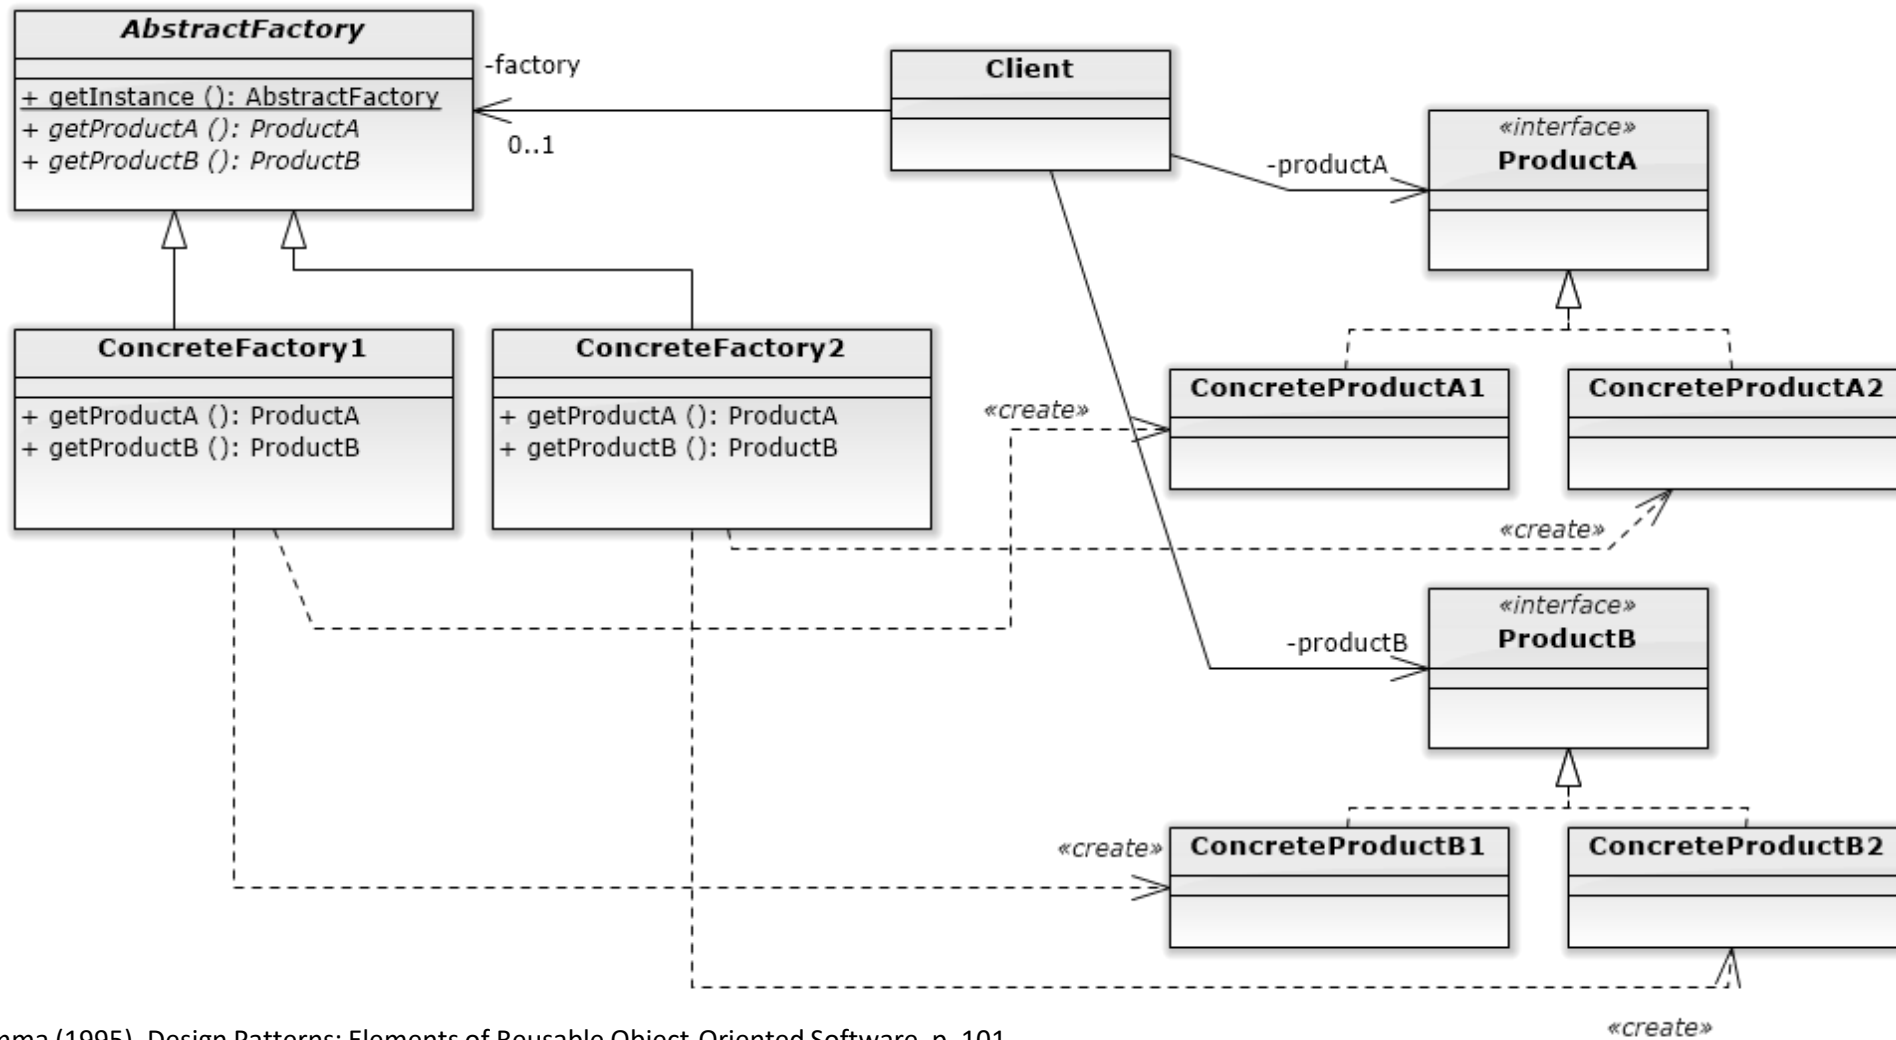 AbstractFactory
+ getInstance (): AbstractFactory
+ getProductA (): ProductA
+ getProductB (): ProductB
-factory
0..1
Client
-productA
«interface»
ProductA
ConcreteFactory1
+ getProductA (): ProductA
+ getProductB (): ProductB
ConcreteFactory2
+ getProductA (): ProductA
+ getProductB (): ProductB
«create»
ConcreteProductA1
ConcreteProductA2
«create»
-productB
«interface»
ProductB
«create»
ConcreteProductB1
ConcreteProductB2
«create»
(1995). Design Patterns: Elements of Reusable Object-Oriented Software, p. 101